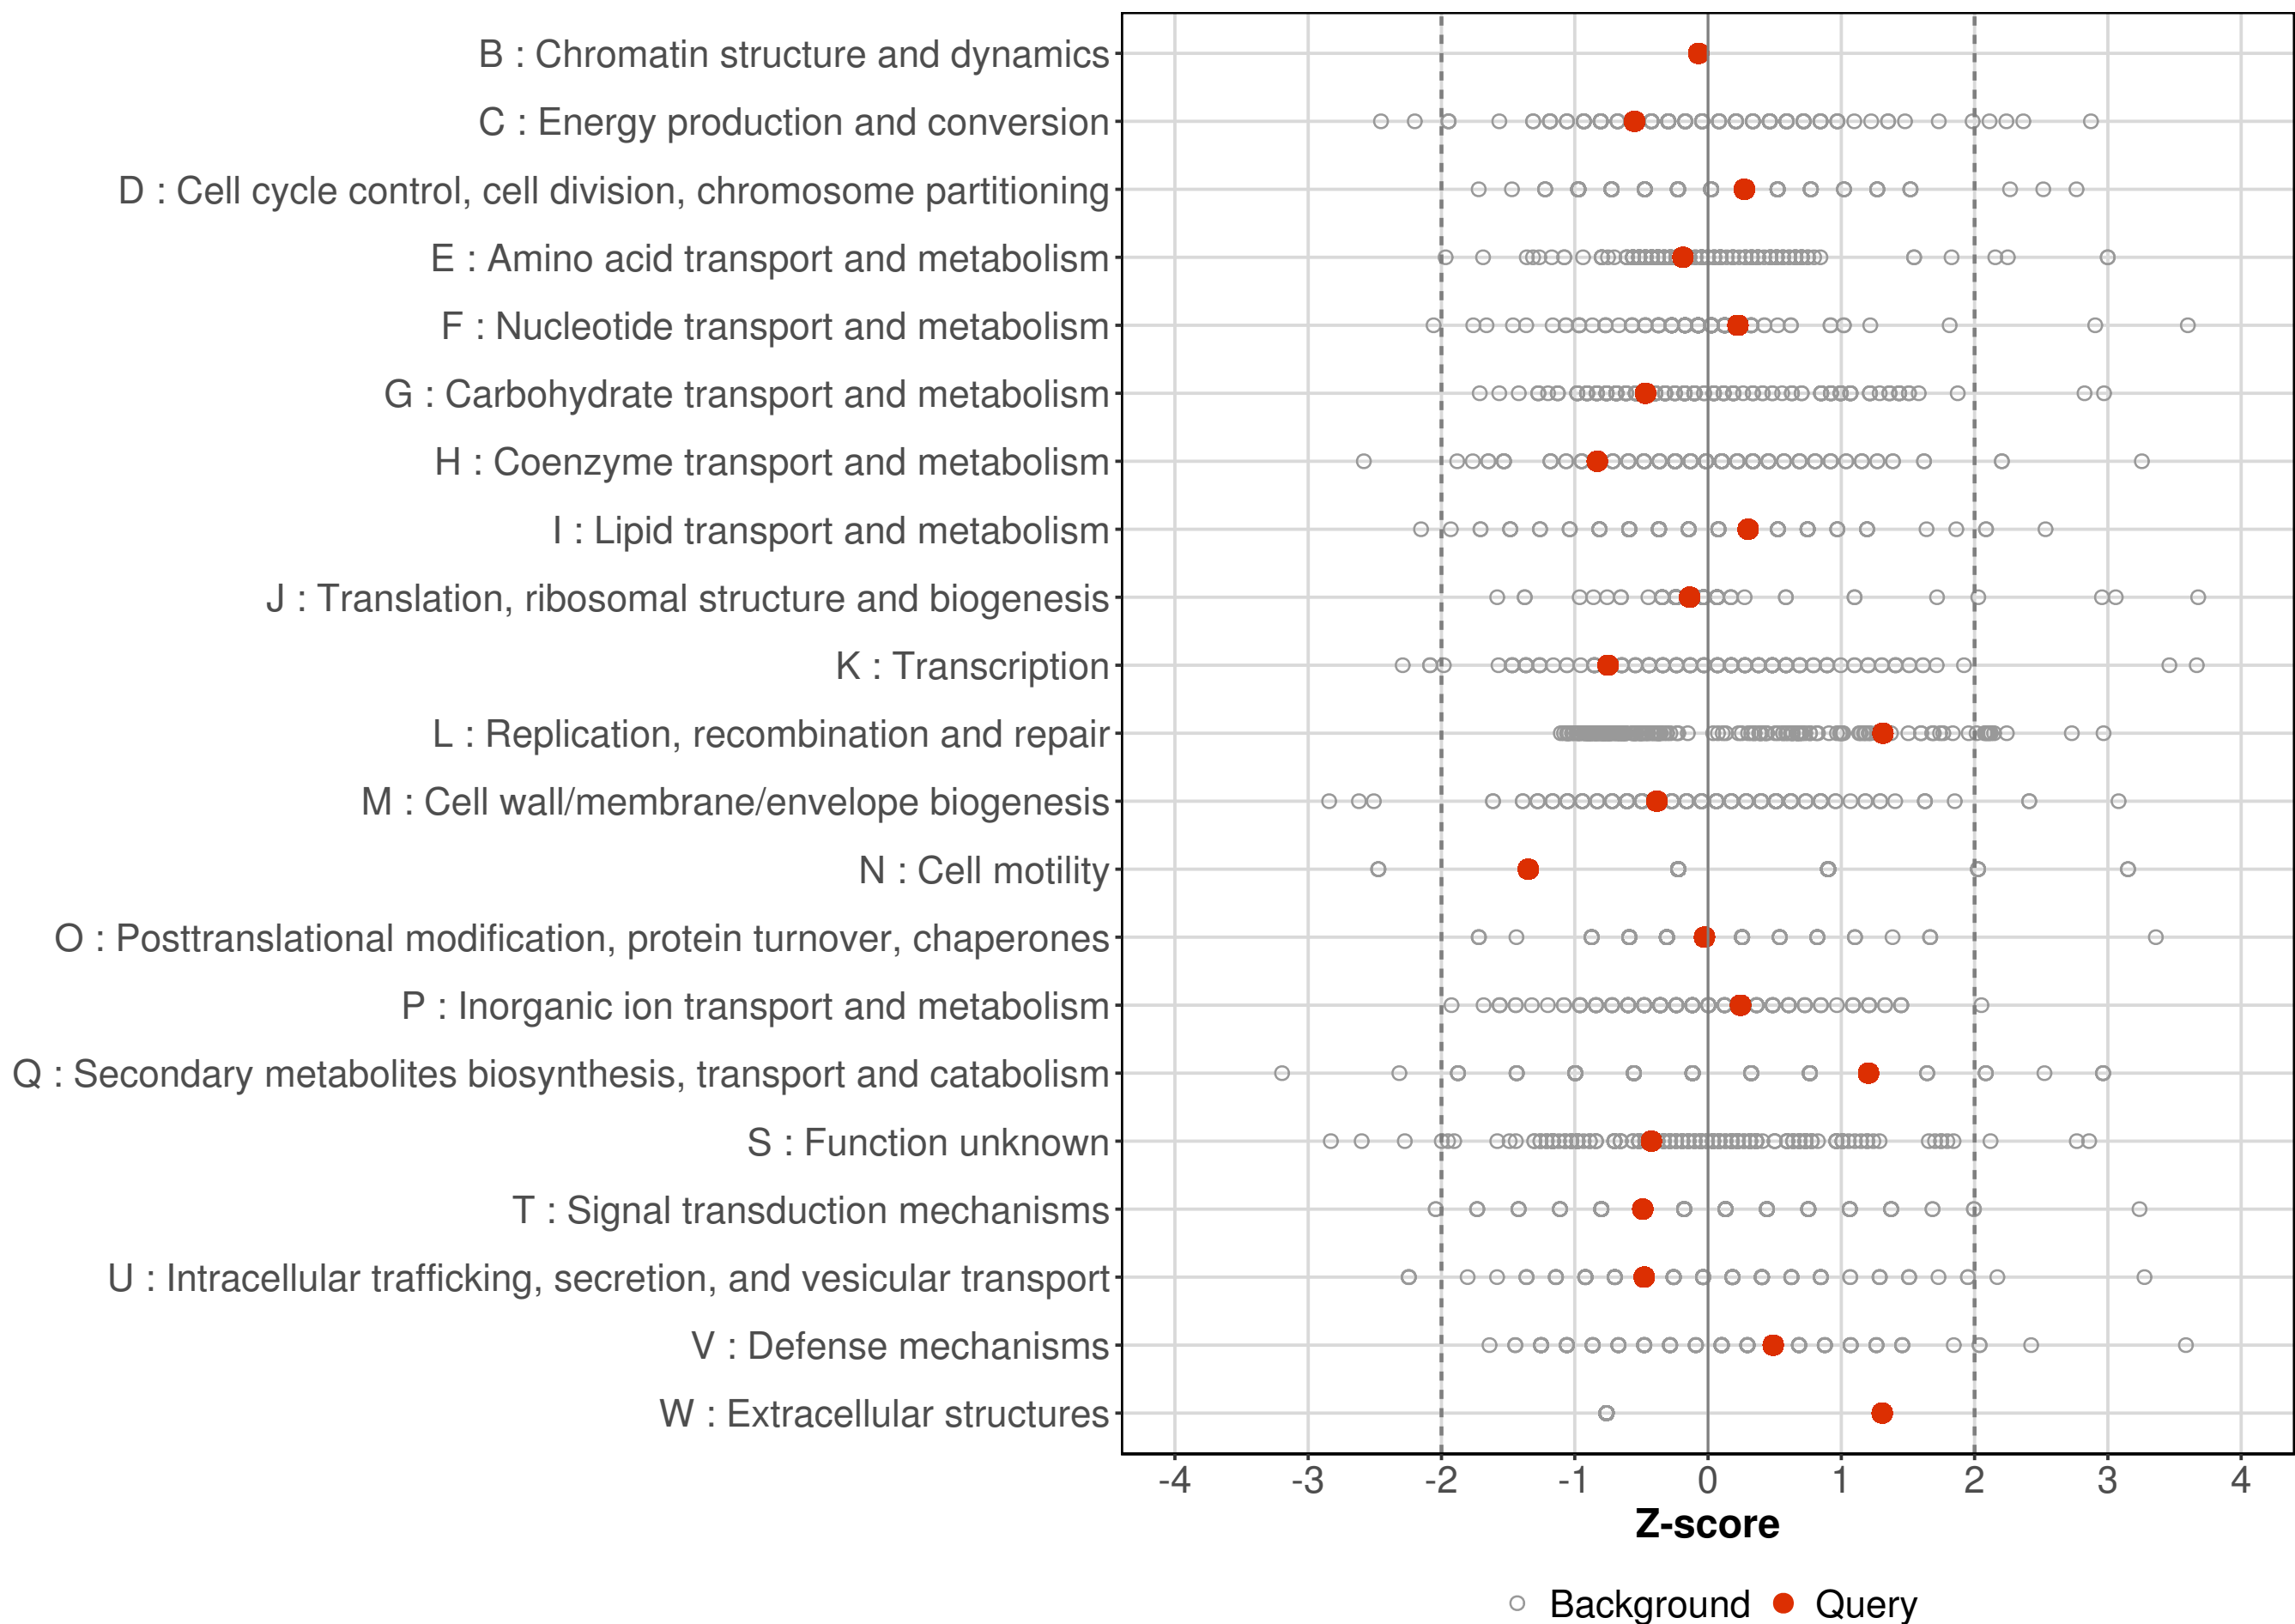 B : Chromatin structure and dynamics
C : Energy production and conversion
D : Cell cycle control, cell division, chromosome partitioning
E : Amino acid transport and metabolism
F : Nucleotide transport and metabolism
G : Carbohydrate transport and metabolism
H : Coenzyme transport and metabolism
I : Lipid transport and metabolism
J : Translation, ribosomal structure and biogenesis
K : Transcription
L : Replication, recombination and repair
M : Cell wall/membrane/envelope biogenesis
N : Cell motility
O : Posttranslational modification, protein turnover, chaperones
P : Inorganic ion transport and metabolism
Q : Secondary metabolites biosynthesis, transport and catabolism
S : Function unknown
T : Signal transduction mechanisms
U : Intracellular trafficking, secretion, and vesicular transport
V : Defense mechanisms
W : Extracellular structures
-4 -3 -2 -1 0 1 2 3 4
Z-score
Background Query